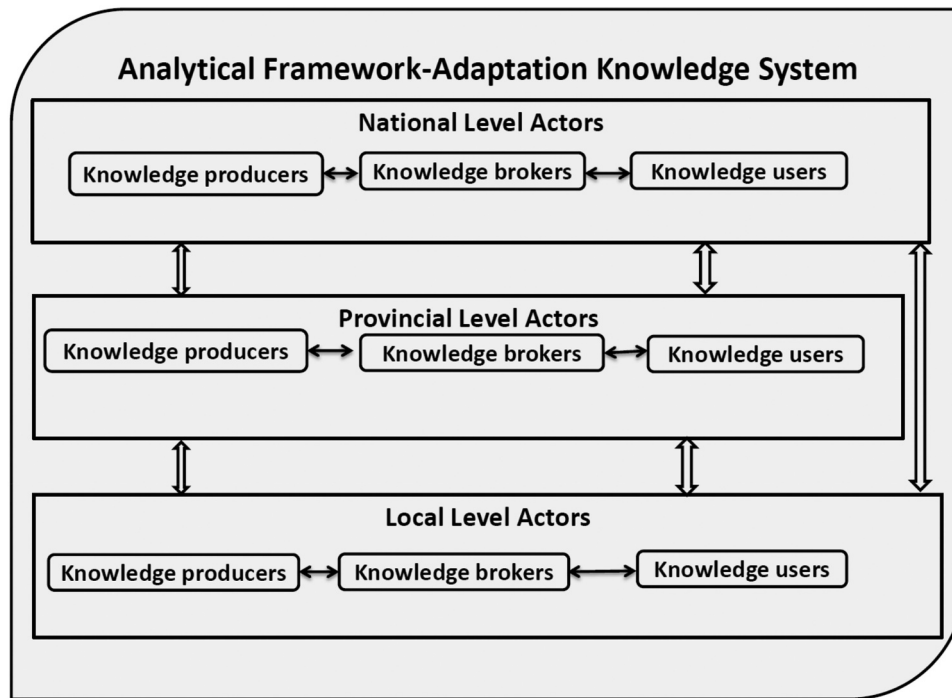 Analytical Framework-Adaptation Knowledge System
National Level Actors
Knowledge producers
Knowledge brokers
Knowledge users
Provincial Level Actors
Knowledge producers
Knowledge brokers
Knowledge users
Local Level Actors
Knowledge producers
Knowledge brokers
Knowledge users